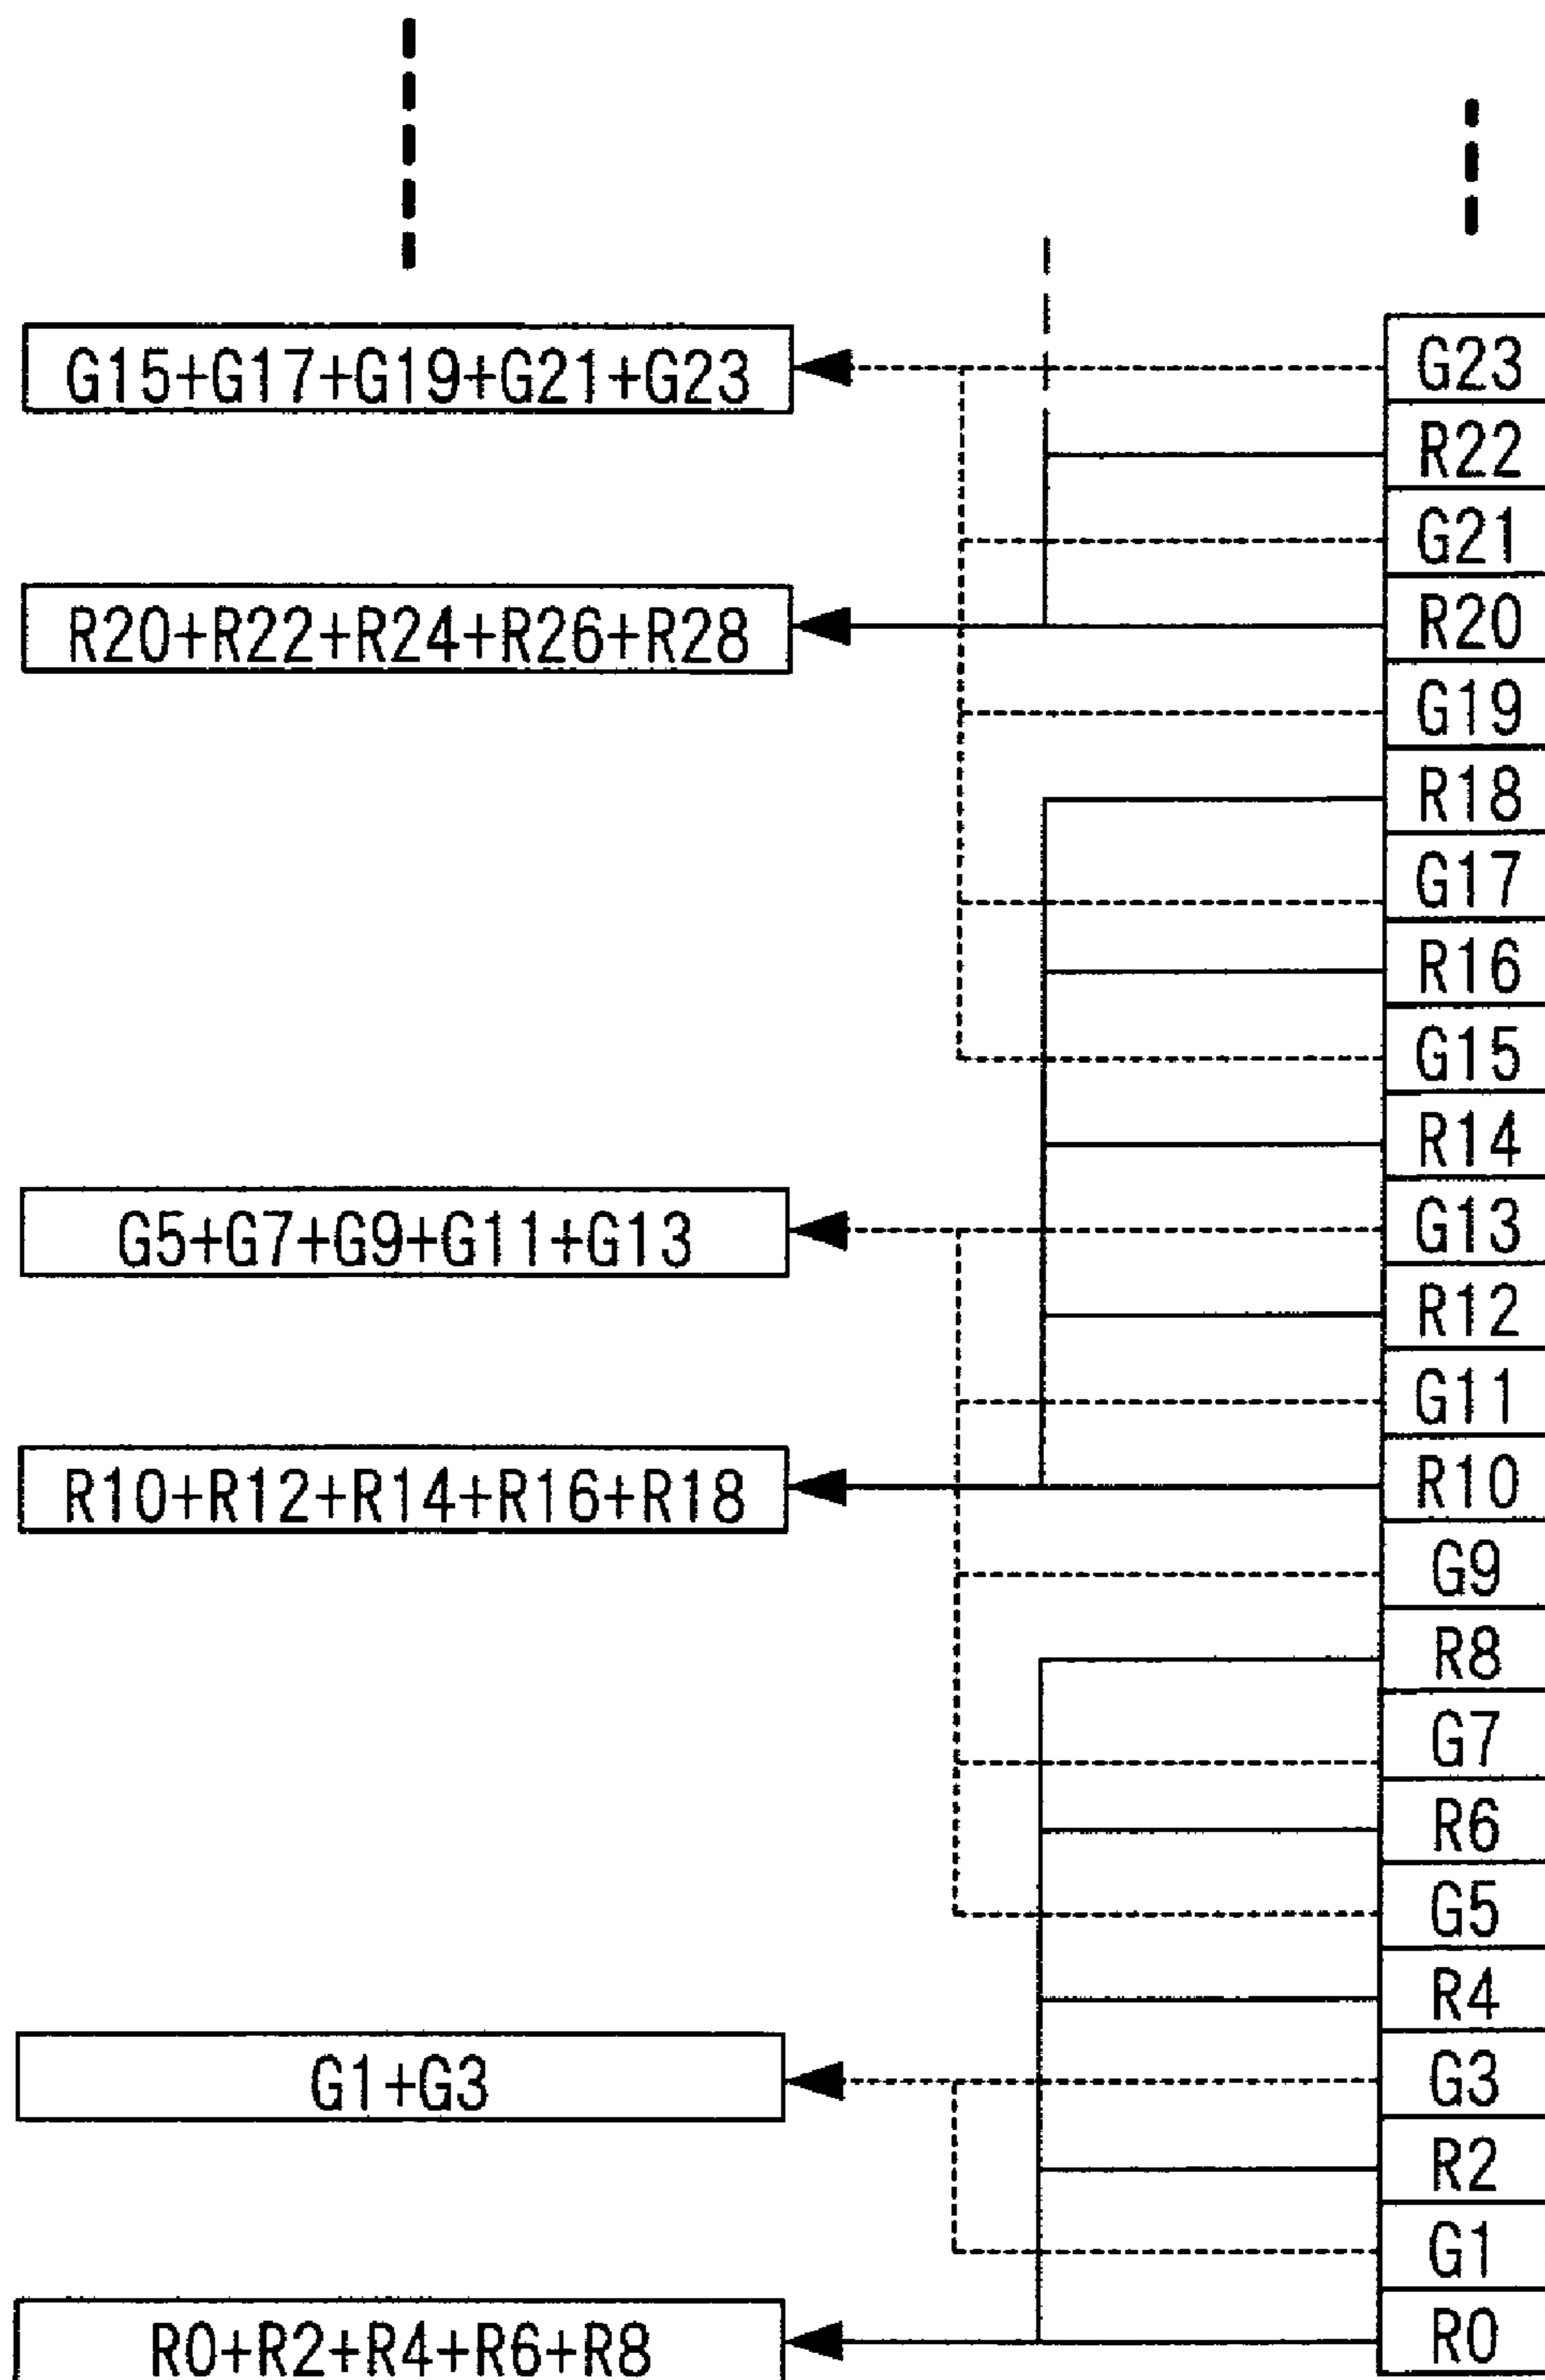 G15+G17+G19+G21+G23
R20+R22+R24+R26+R28
G5+G7+G9+G11+G13
R10+R12+R14+R16+R18
G1+G3
R0+R2+R4+R6+R8
G23
R22
G21
R20
G19
R18
G17
R16
G15
R14
G13
R12
G11
R10
G9
R8
G7
R6
G5
R4
G3
R2
G1
R0